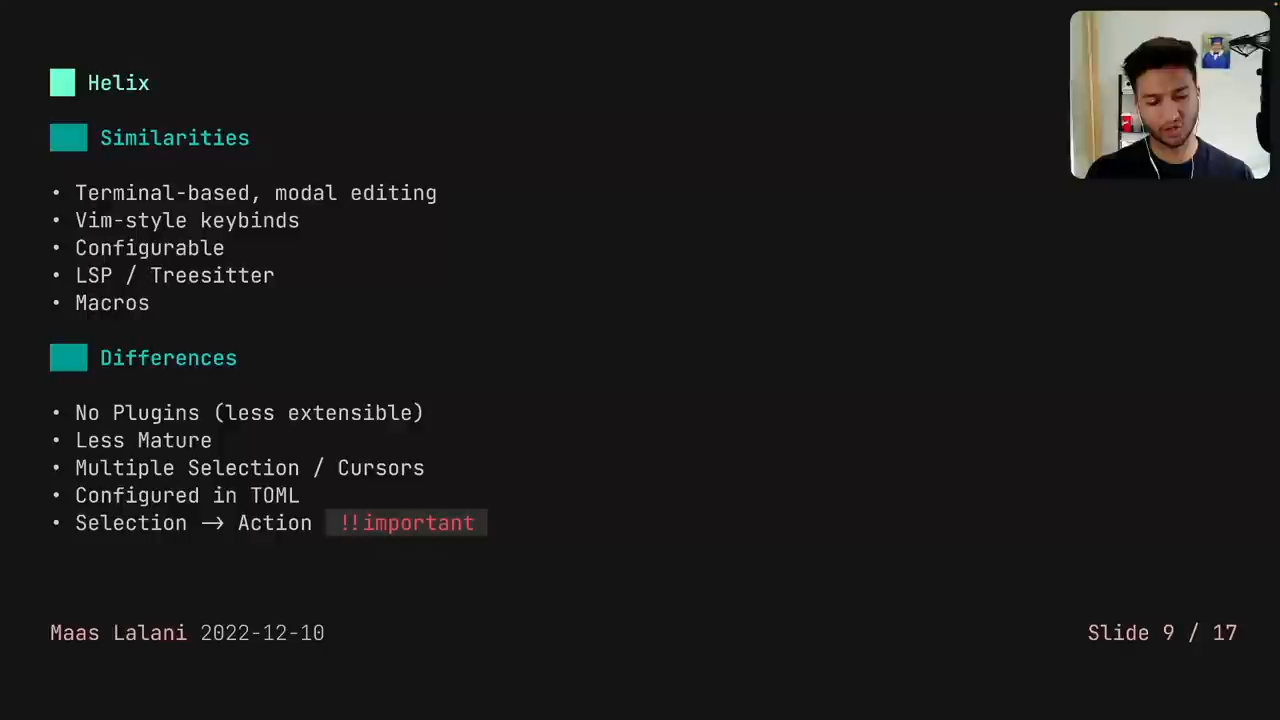 Helix
Similarities
• Terminal-based, modal editing
• Vim-style keybinds
• Configurable
• LSP / Treesitter
• Macros
Differences
• No Plugins (less extensible)
• Less Mature
• Multiple Selection / Cursors
• Configured in TOML
• Selection → Action !!important
Maas Lalani 2022-12-10
Slide 9 / 17